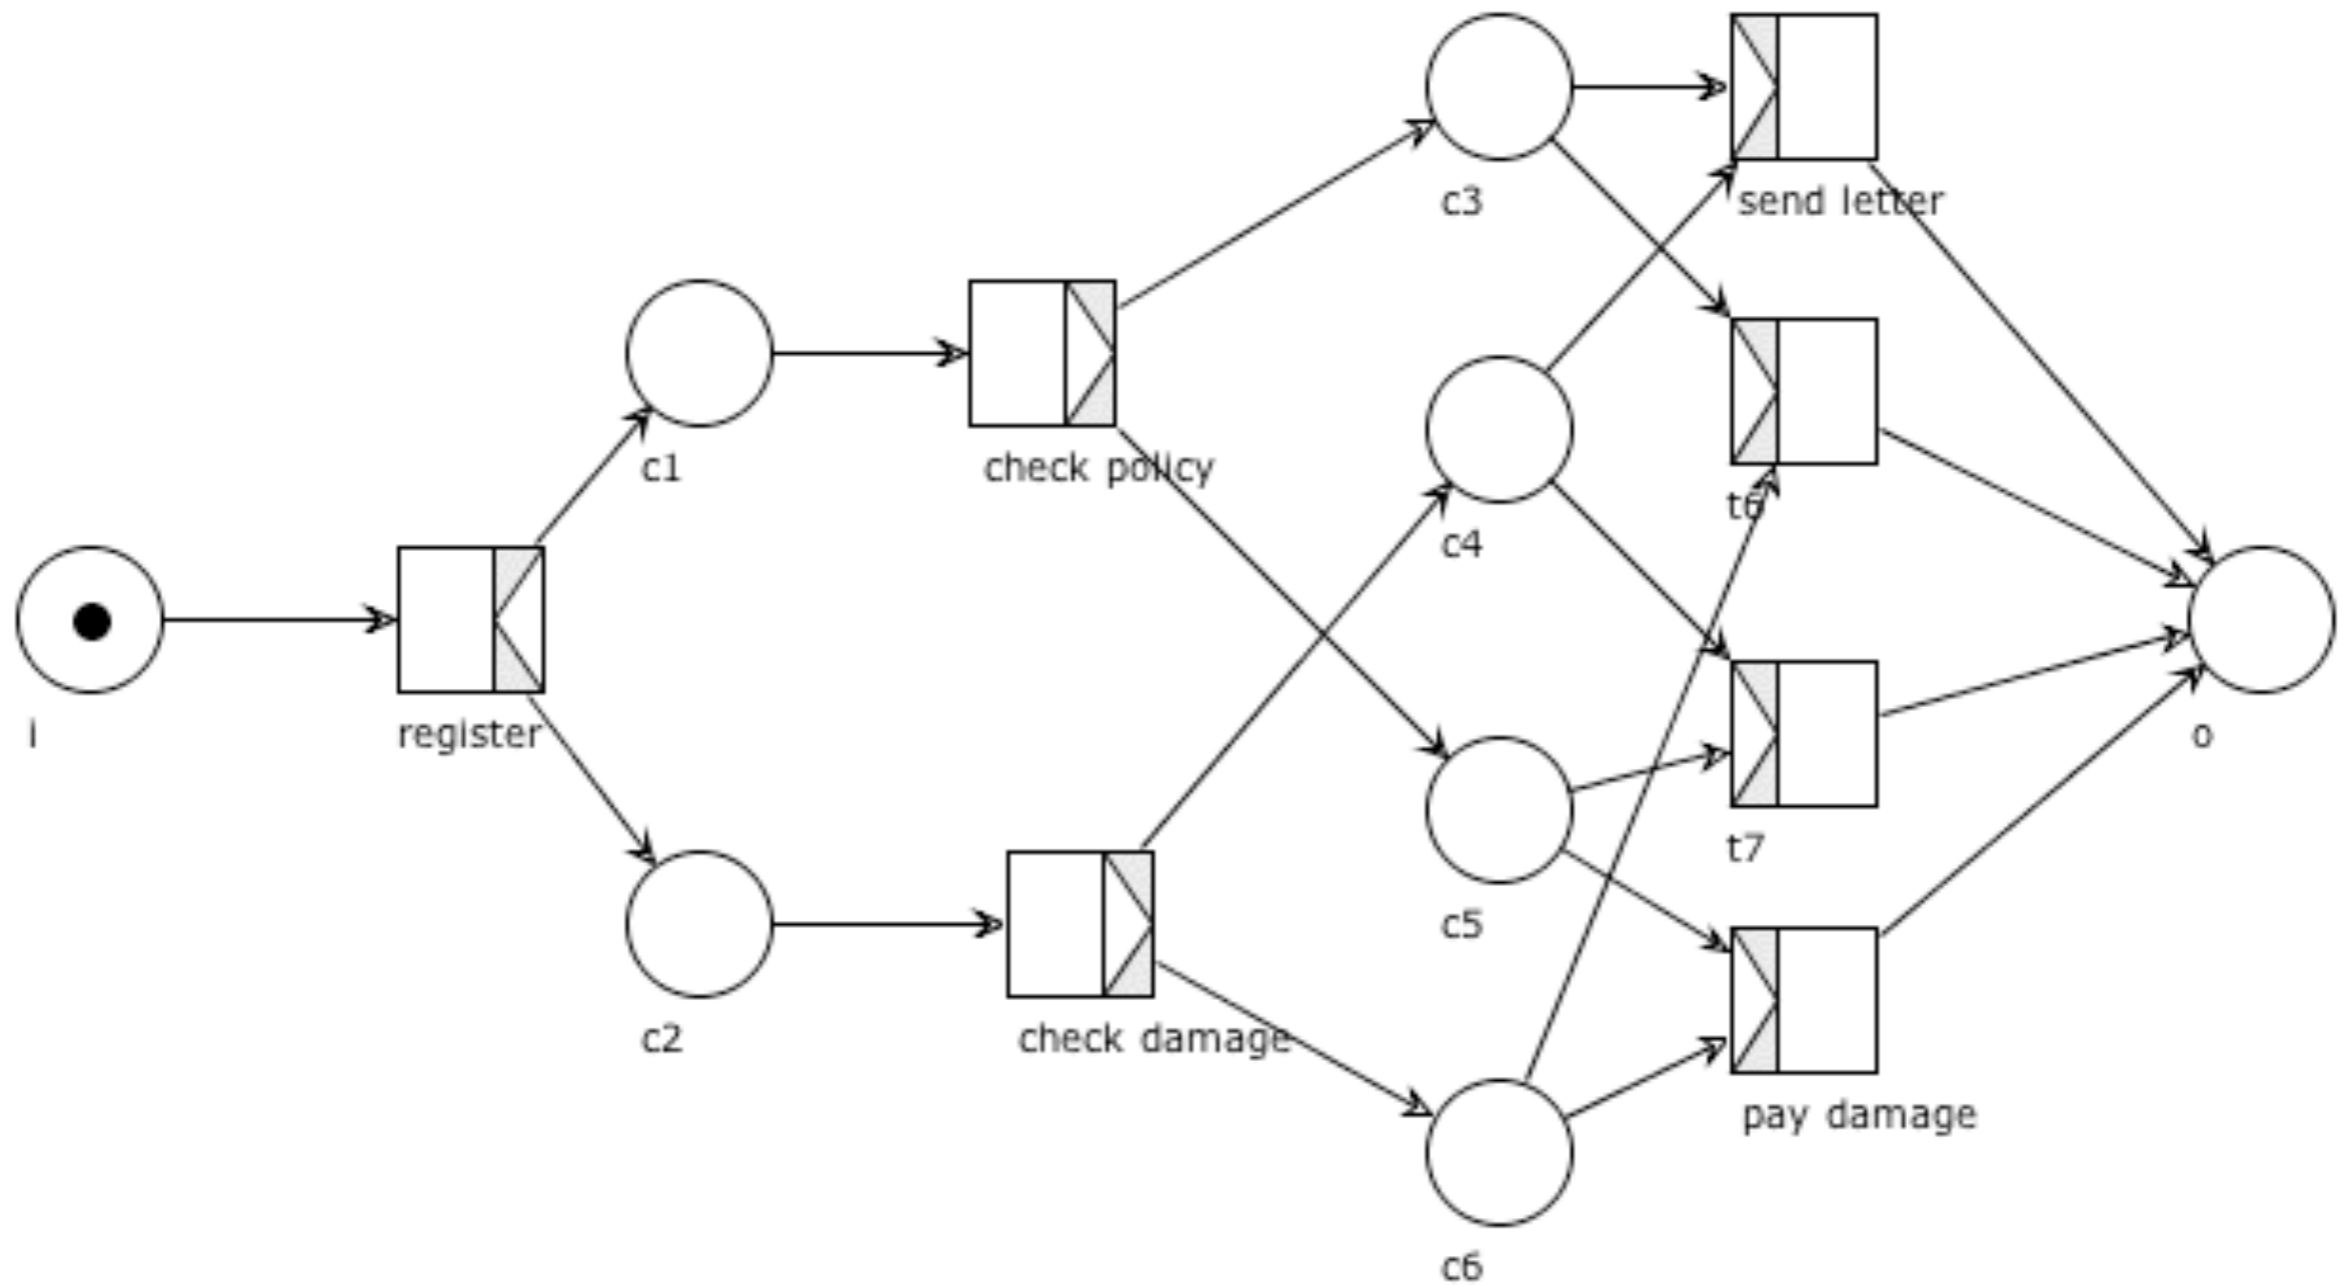 c3
send letter
c1
check policy
t6
c4
i
register
o
t7
c5
c2
check damage
pay damage
c6